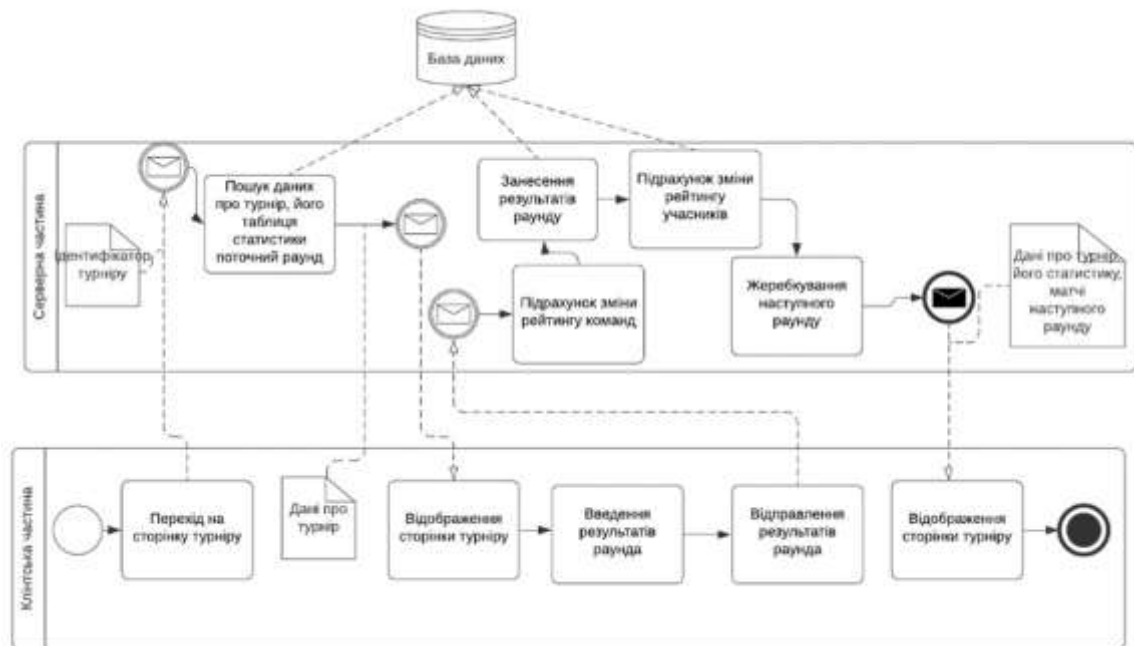 База даних
Серверна частина
Ідентифікатор
турніру
Пошук даних
про турнір, його
таблиця
статистики
поточний раунд
Занесення
результатів
раунду
Підрахунок зміни
рейтингу
учасників
Підрахунок зміни
рейтингу команд
Жеребкування
наступного
раунду
Дані про турнір,
його статистику,
матчі
наступного
раунду
Клінтська частина
Перехід на
сторінку турніру
Дані про
турнір
Відображення
сторінки турніру
Введення
результатів
раунда
Відправлення
результатів
раунда
Відображення
сторінки турніру